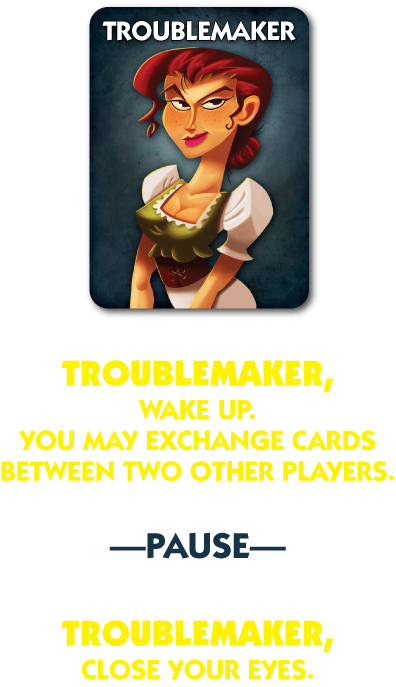 TROUBLEMAKER
TROUBLEMAKER,
WAKE UP.
YOU MAY EXCHANGE CARDS
BETWEEN TWO OTHER PLAYERS.
—PAUSE—
TROUBLEMAKER,
CLOSE YOUR EYES.